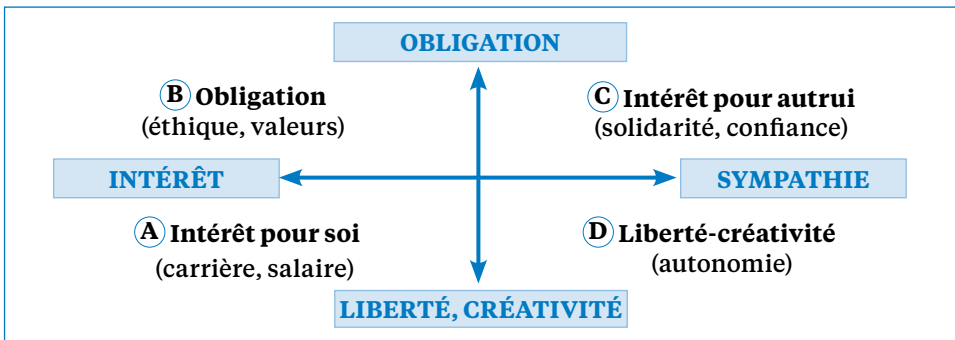 OBLIGATION
B Obligation
(éthique, valeurs)
C Intérêt pour autrui
(solidarité, confiance)
INTÉRÊT
SYMPATHIE
A Intérêt pour soi
(carrière, salaire)
D Liberté-créativité
(autonomie)
LIBERTÉ, CRÉATIVITÉ